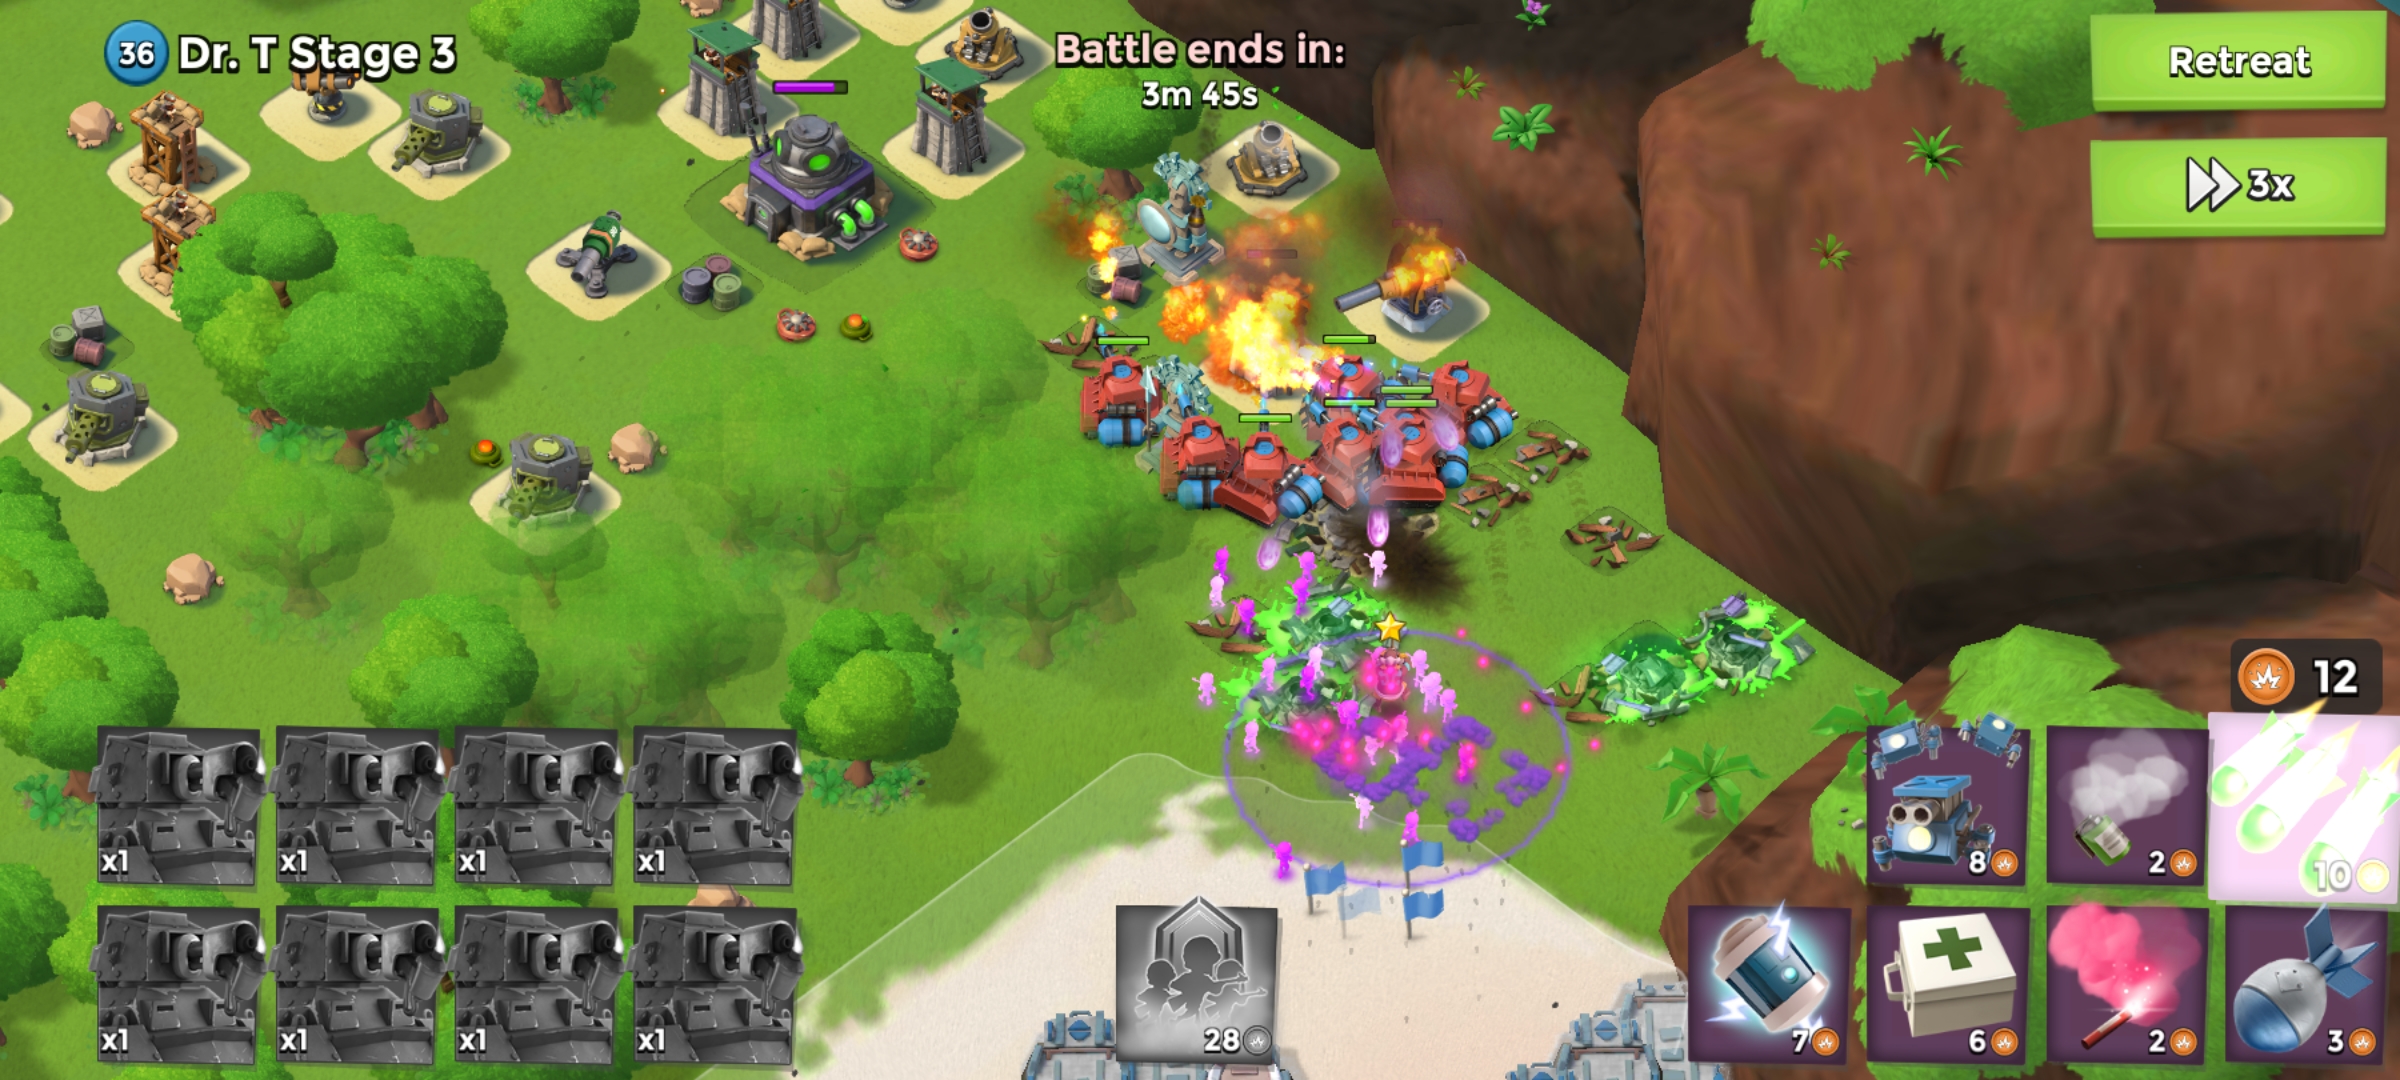 36 Dr. T Stage 3
Battle ends in:
3m 45s
Retreat
3x
12
8
2
10
x1
x1
x1
x1
x1
x1
x1
x1
28
7
6
2
3